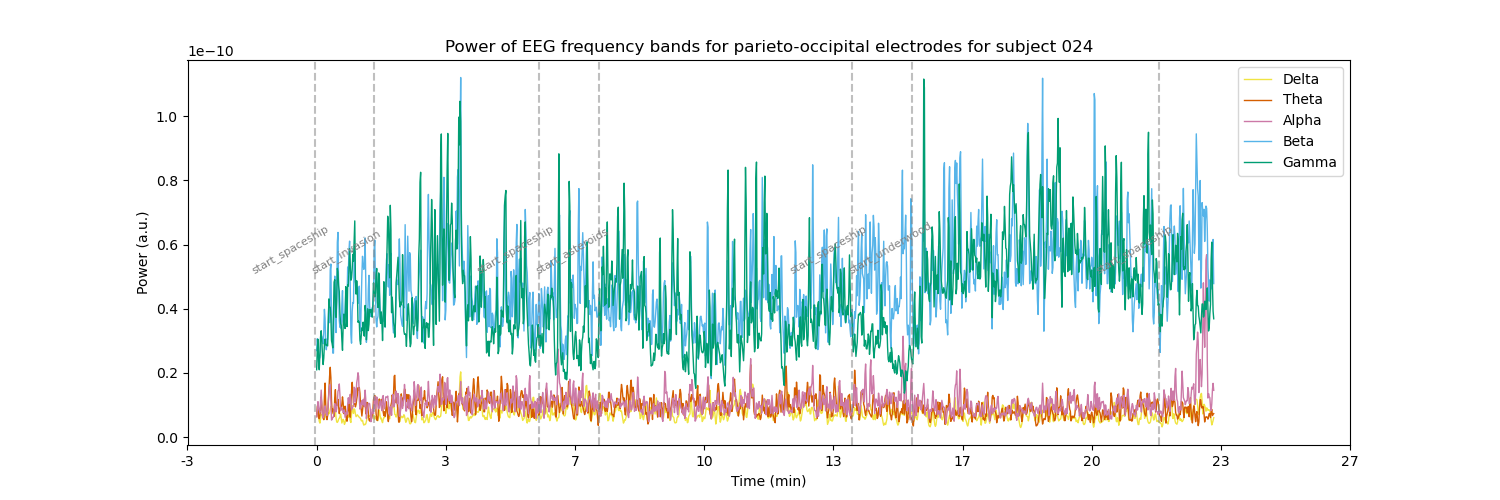 Power of EEG frequency bands for parieto-occipital electrodes for subject 024
1e−10
Power (a.u.)
1.0
0.8
0.6
0.4
0.2
0.0
start_spaceship
start_invasion
start_spaceship
start_asteroids
start_spaceship
start_underwood
start_spaceship
Delta
Theta
Alpha
Beta
Gamma
-3
0
3
7
10
13
17
20
23
27
Time (min)